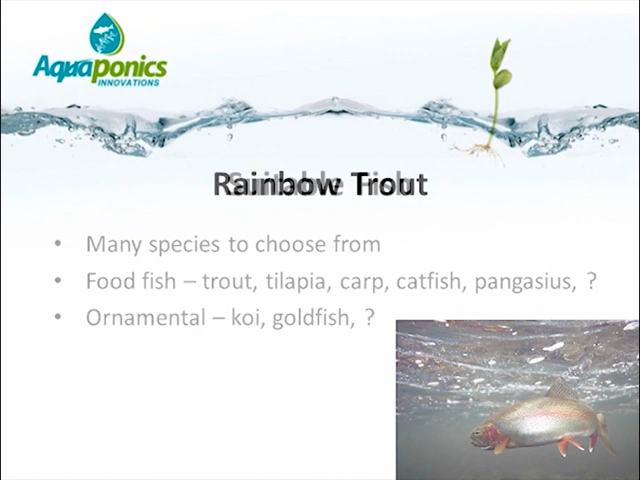 Aquaponics
INNOVATIONS
Rainbow Trout
Suitable Fish
• Many species to choose from
• Food fish – trout, tilapia, carp, catfish, pangasius, ?
• Ornamental – koi, goldfish, ?